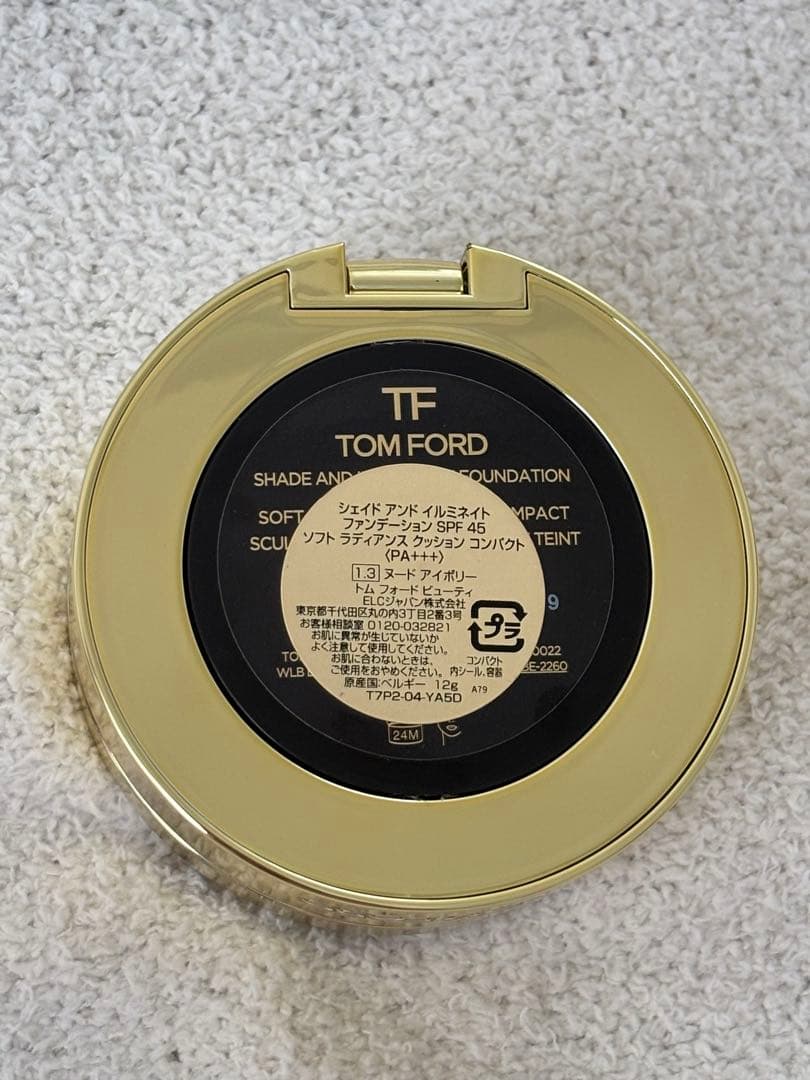 TF
TOM FORD
SHADE AND FOUNDATION
SOFT MPACT
SCUL TEINT
シェイド アンド イルミネイト
ファンデーション SPF 45
ソフト ラディアンス クッション コンパクト
〈PA+++〉
1.3 ヌード アイボリー
トム フォード ビューティ
ELCジャパン株式会社
東京都千代田区丸の内3丁目2番3号
お客様相談室 0120-032821
お肌に異常が生じていないか
よく注意して使用してください。
お肌に合わないときは、
ご使用をおやめください。
原産国:ベルギー 12g
T7P2-04-YA5D
プラ
コンパクト
内シール、容器
A79
9
TO 0022
WLB E-2260
24M